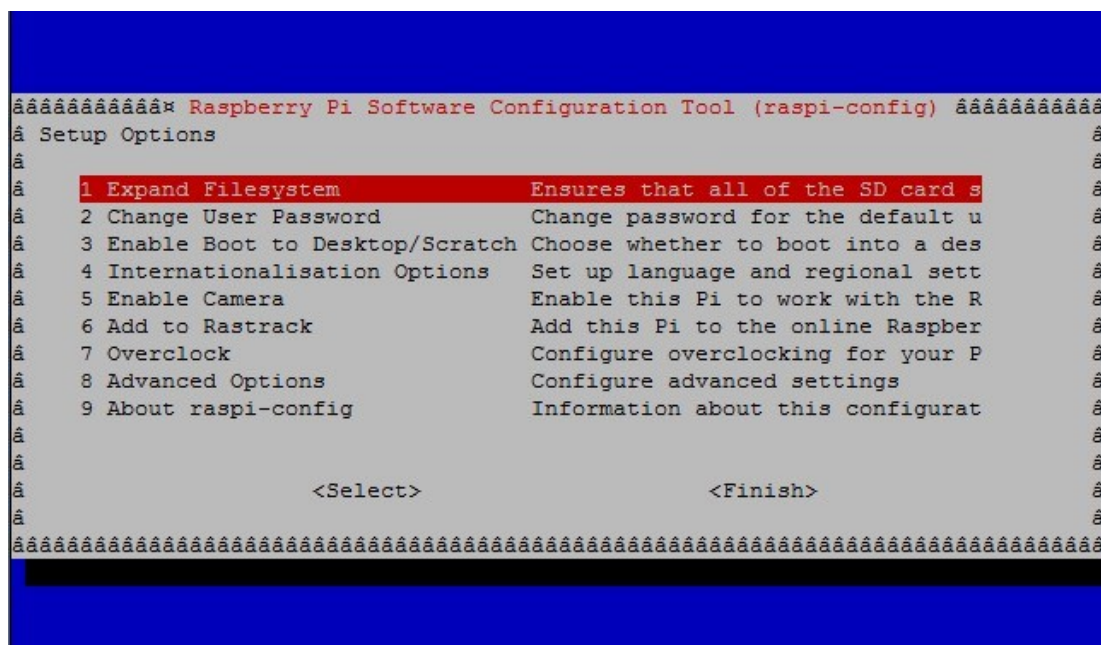 âââââââââââ¤ Raspberry Pi Software Configuration Tool (raspi-config) âââââââââââ
â Setup Options â
â â
â 1 Expand Filesystem Ensures that all of the SD card s â
â 2 Change User Password Change password for the default u â
â 3 Enable Boot to Desktop/Scratch Choose whether to boot into a des â
â 4 Internationalisation Options Set up language and regional sett â
â 5 Enable Camera Enable this Pi to work with the R â
â 6 Add to Rastrack Add this Pi to the online Raspber â
â 7 Overclock Configure overclocking for your P â
â 8 Advanced Options Configure advanced settings â
â 9 About raspi-config Information about this configurat â
â â
â â
â <Select> <Finish> â
â â
ââââââââââââââââââââââââââââââââââââââââââââââââââââââââââââââââââââââââââââââââ